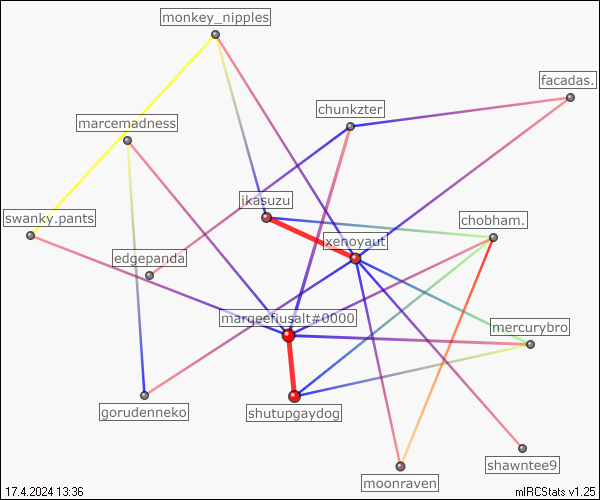 monkey_nipples
facadas.
chunkzter
marcemadness
ikasuzu
swanky.pants
chobham.
xenoyaut
edgepanda
marqeefiusalt#0000
mercurybro
gorudenneko
shutupgaydog
shawntee9
moonraven
17.4.2024 13:36
mIRCStats v1.25